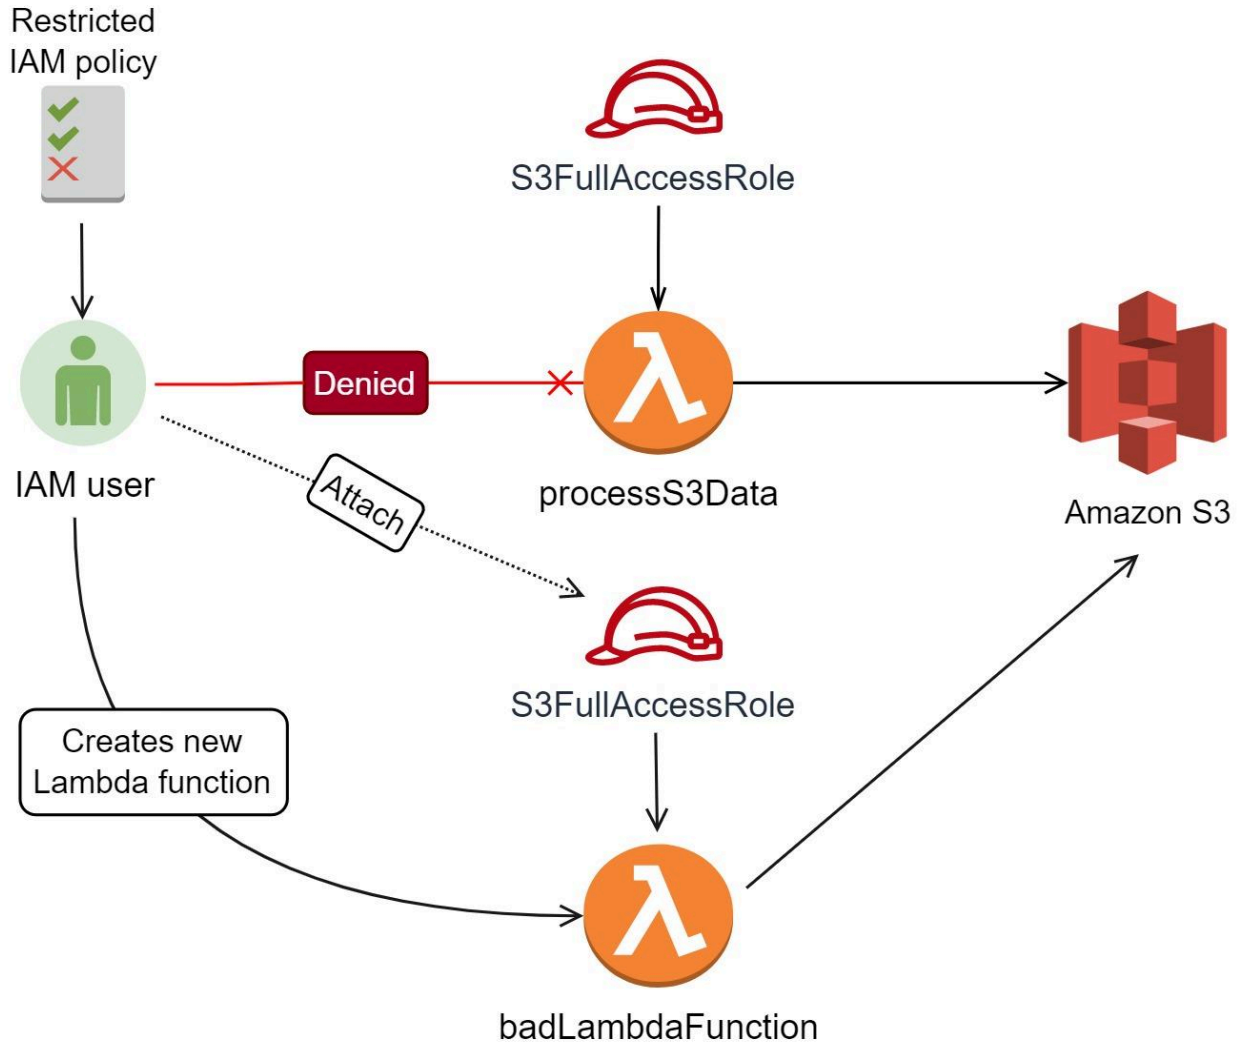 Restricted
IAM policy
S3FullAccessRole
Denied
IAM user
processS3Data
Amazon S3
Attach
S3FullAccessRole
Creates new
Lambda function
badLambdaFunction